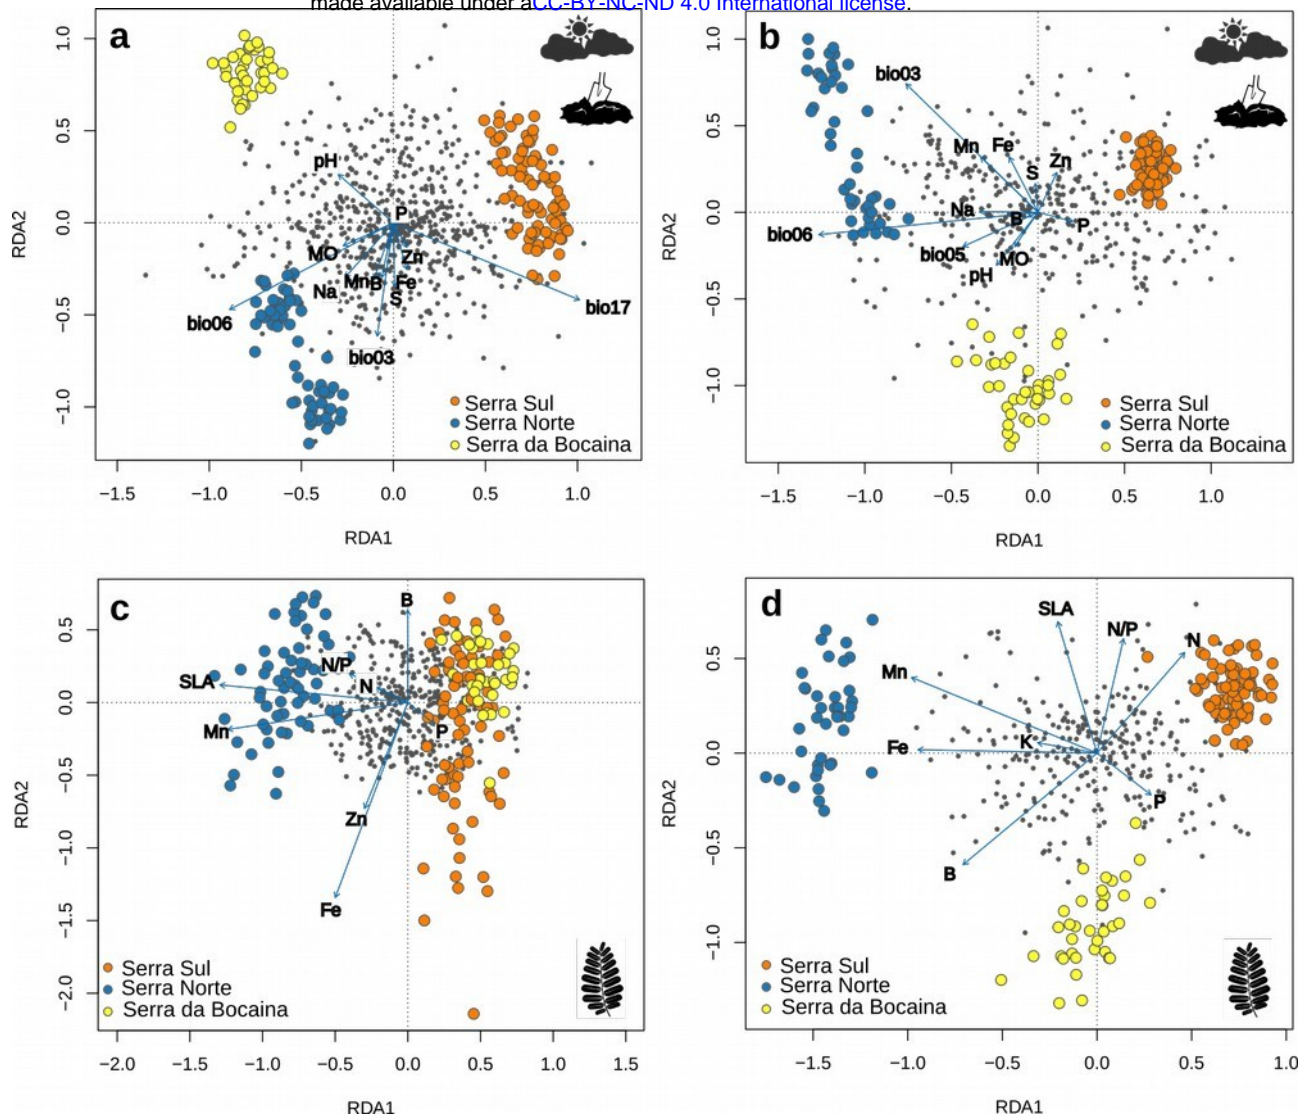 made available under aCC-BY-NC-ND 4.0 International license.
a
1.0
0.5
0.0
−0.5
−1.0
RDA2
pH
P
MO
Zn
Mn
B
Fe
Na
S
bio06
bio17
bio03
Serra Sul
Serra Norte
Serra da Bocaina
−1.5
−1.0
−0.5
0.0
0.5
1.0
RDA1
b
1.0
0.5
0.0
−0.5
−1.0
RDA2
bio03
Mn
Fe
S
Zn
Na
B
P
bio06
bio05
MO
pH
Serra Sul
Serra Norte
Serra da Bocaina
−1.5
−1.0
−0.5
0.0
0.5
1.0
RDA1
c
0.5
0.0
−0.5
−1.0
−1.5
−2.0
RDA2
B
N/P
SLA
N
Mn
P
Zn
Fe
Serra Sul
Serra Norte
Serra da Bocaina
−2.0
−1.5
−1.0
−0.5
0.0
0.5
1.0
1.5
RDA1
d
0.5
0.0
−0.5
−1.0
RDA2
SLA
N/P
N
Mn
K
Fe
P
B
Serra Sul
Serra Norte
Serra da Bocaina
−1.5
−1.0
−0.5
0.0
0.5
1.0
RDA1